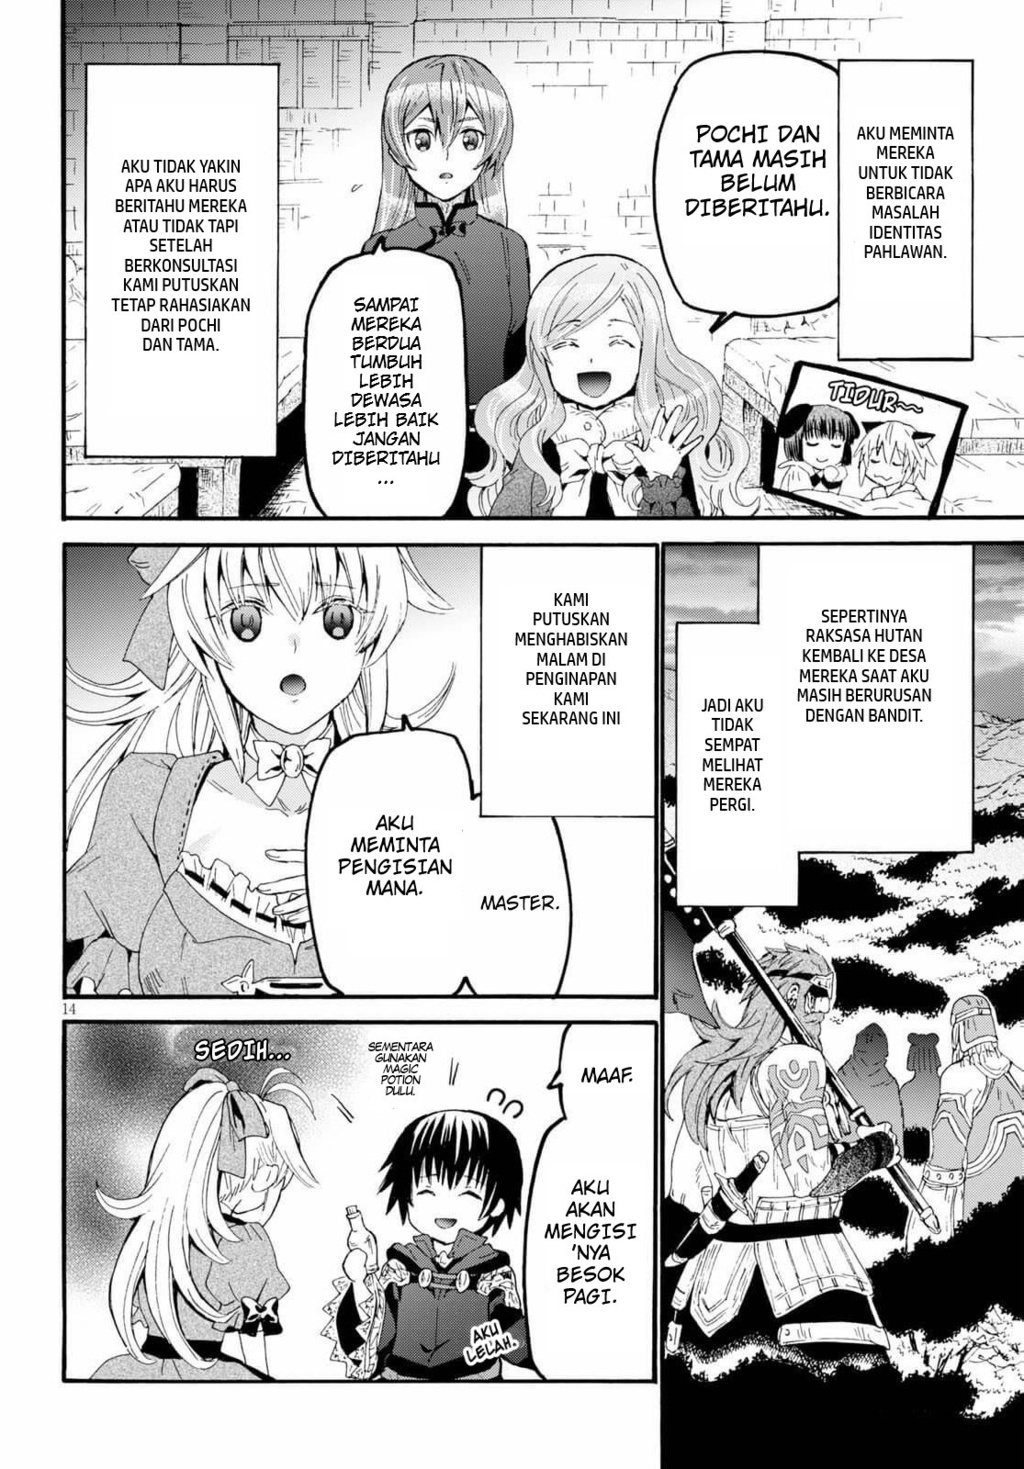 AKU MEMINTA
MEREKA
UNTUK TIDAK
BERBICARA
MASALAH
IDENTITAS
PAHLAWAN.
POCHI DAN
TAMA MASIH
BELUM
DIBERITAHU.
TIDUR~~
SAMPAI
MEREKA
BERDUA
TUMBUH
LEBIH
DEWASA
LEBIH BAIK
JANGAN
DIBERITAHU
...
AKU TIDAK YAKIN
APA AKU HARUS
BERITAHU MEREKA
ATAU TIDAK TAPI
SETELAH
BERKONSULTASI
KAMI PUTUSKAN
TETAP RAHASIAKAN
DARI POCHI
DAN TAMA.
SEPERTINYA
RAKSASA HUTAN
KEMBALI KE DESA
MEREKA SAAT AKU
MASIH BERURUSAN
DENGAN BANDIT.
JADI AKU
TIDAK
SEMPAT
MELIHAT
MEREKA
PERGI.
KAMI
PUTUSKAN
MENGHABISKAN
MALAM DI
PENGINAPAN
KAMI
SEKARANG INI
MASTER.
AKU
MEMINTA
PENGISIAN
MANA.
MAAF.
AKU
AKAN
MENGISI
'NYA
BESOK
PAGI.
SEMENTARA
GUNAKAN
MAGIC
POTION
DULU.
AKU
LELAH.
SEDIH...
14